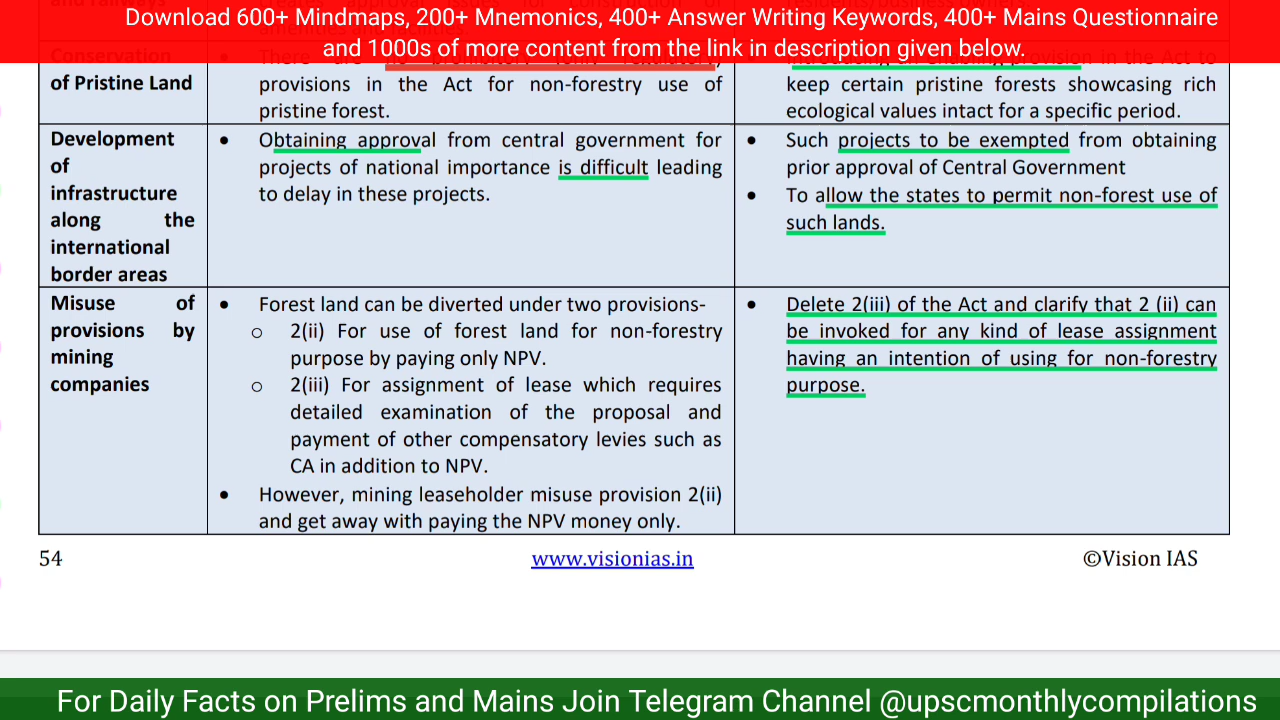 Download 600+ Mindmaps, 200+ Mnemonics, 400+ Answer Writing Keywords, 400+ Mains Questionnaire
and 1000s of more content from the link in description given below.
of Pristine Land
provisions in the Act for non-forestry use of
pristine forest.
keep certain pristine forests showcasing rich
ecological values intact for a specific period.
Development
of
infrastructure
along the
international
border areas
• Obtaining approval from central government for
projects of national importance is difficult leading
to delay in these projects.
• Such projects to be exempted from obtaining
prior approval of Central Government
• To allow the states to permit non-forest use of
such lands.
Misuse of
provisions by
mining
companies
• Forest land can be diverted under two provisions-
o 2(ii) For use of forest land for non-forestry
purpose by paying only NPV.
o 2(iii) For assignment of lease which requires
detailed examination of the proposal and
payment of other compensatory levies such as
CA in addition to NPV.
• However, mining leaseholder misuse provision 2(ii)
and get away with paying the NPV money only.
• Delete 2(iii) of the Act and clarify that 2 (ii) can
be invoked for any kind of lease assignment
having an intention of using for non-forestry
purpose.
54
www.visionias.in
©Vision IAS
For Daily Facts on Prelims and Mains Join Telegram Channel @upscmonthlycompilations